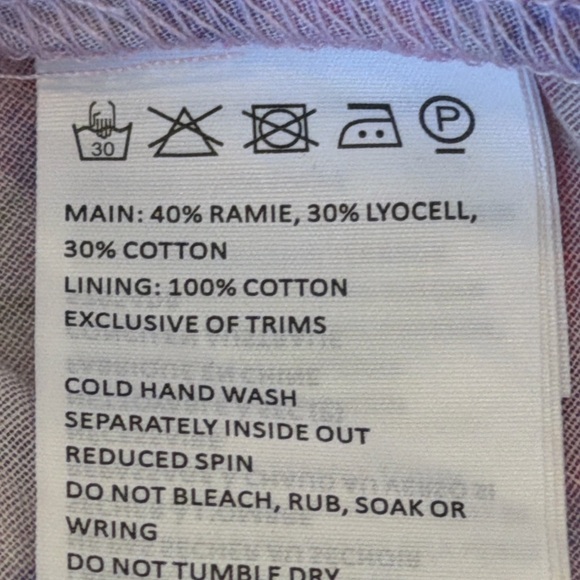 30 P
MAIN: 40% RAMIE, 30% LYOCELL,
30% COTTON
LINING: 100% COTTON
EXCLUSIVE OF TRIMS
COLD HAND WASH
SEPARATELY INSIDE OUT
REDUCED SPIN
DO NOT BLEACH, RUB, SOAK OR
WRING
DO NOT TUMBLE DRY